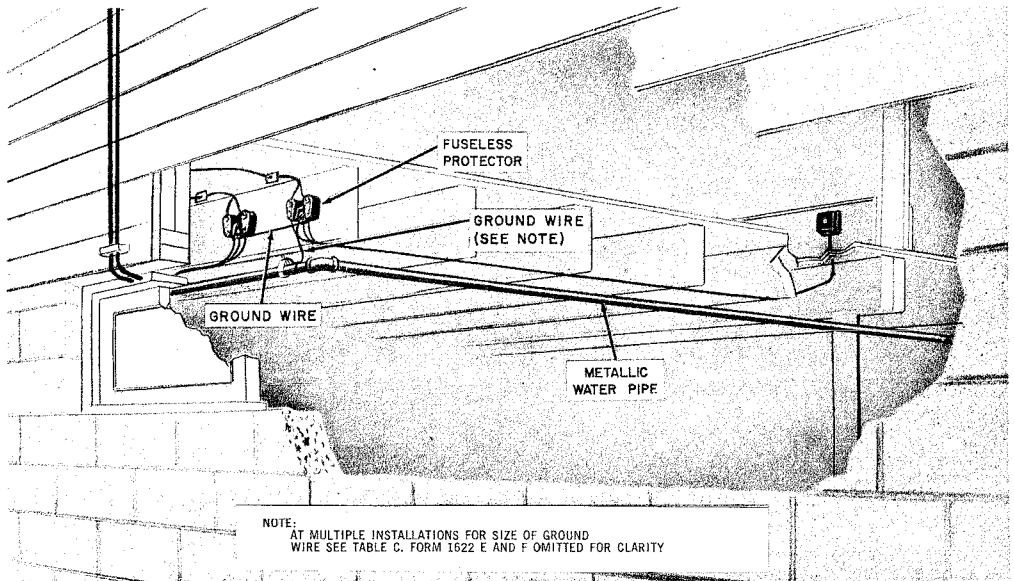 FUSELESS
PROTECTOR
GROUND WIRE
(SEE NOTE)
GROUND WIRE
METALLIC
WATER PIPE
NOTE:
AT MULTIPLE INSTALLATIONS FOR SIZE OF GROUND
WIRE SEE TABLE C. FORM 1622 E AND F OMITTED FOR CLARITY